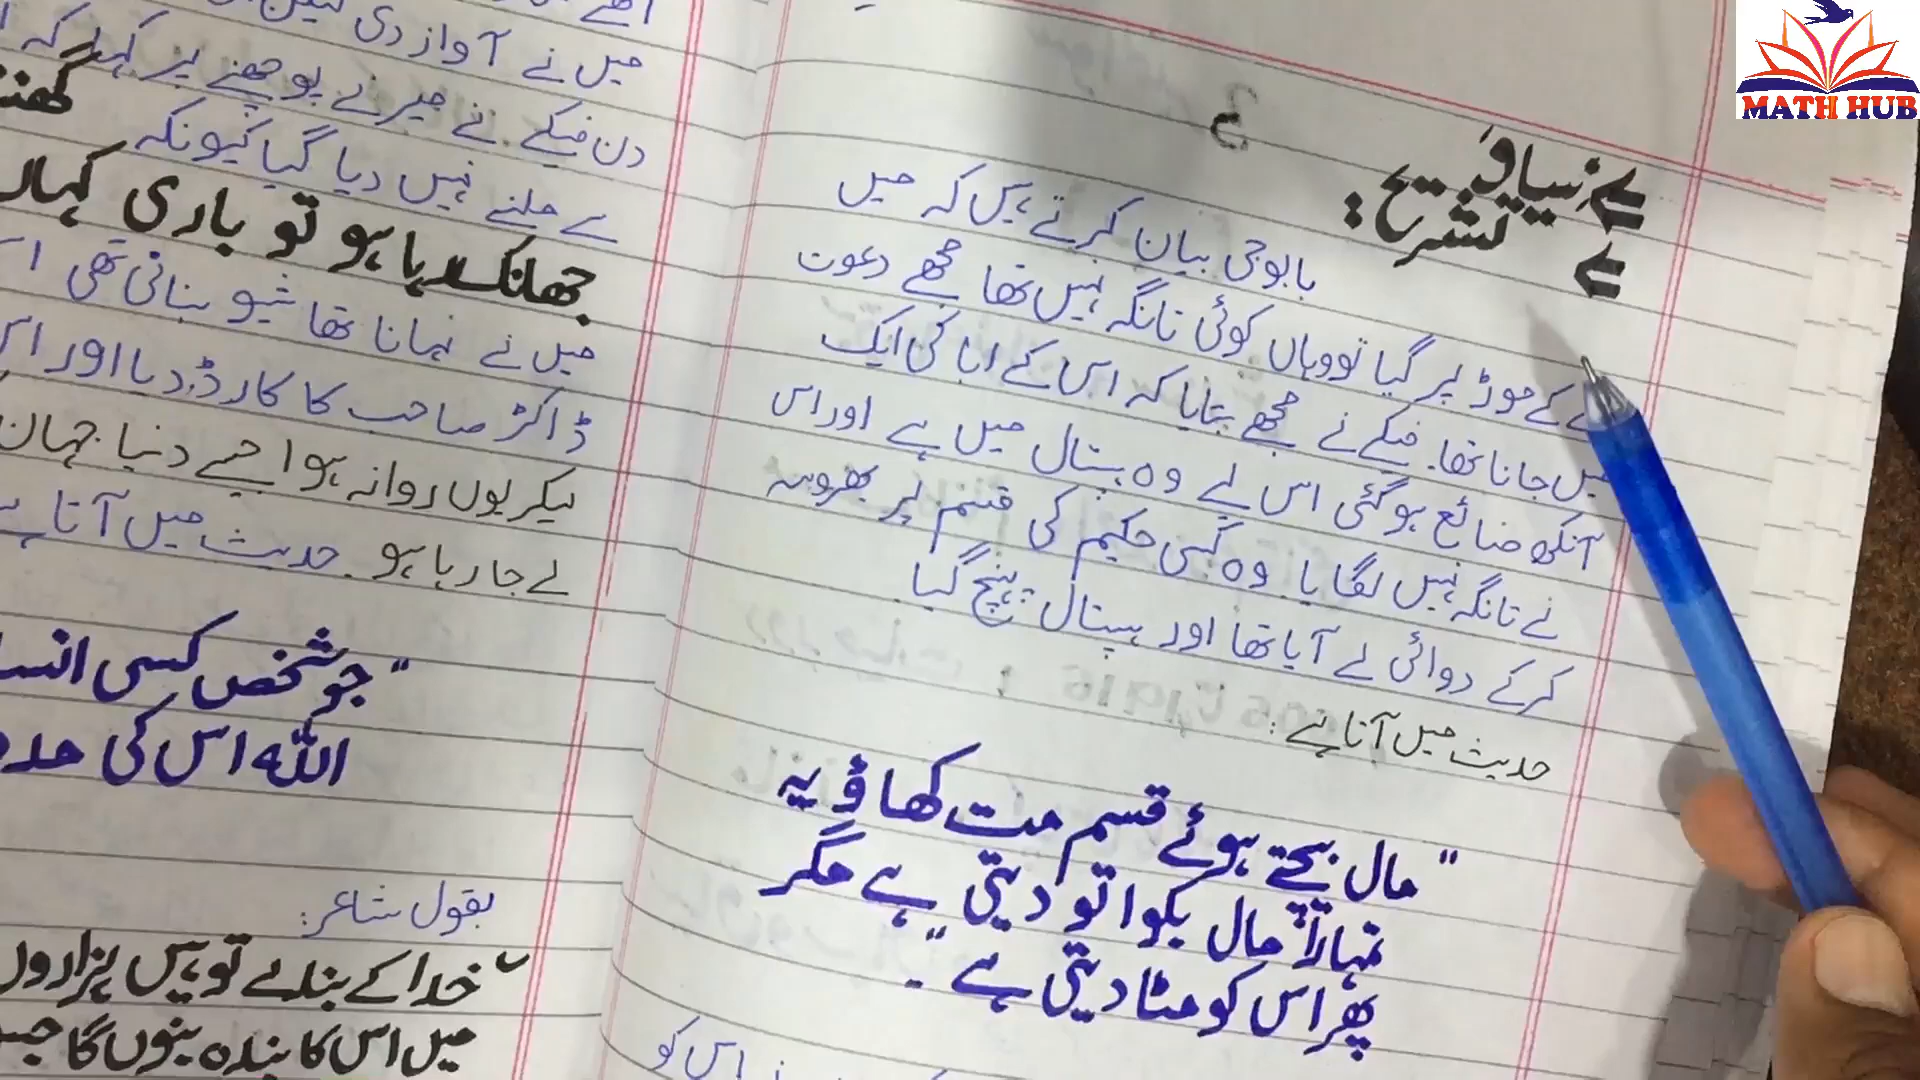 MATH HUB
سیاق
تشریح:
بابوجی بیان کرتے ہیں کہ میں
کے موڑ پر گیا تو وہاں کوئی تانگہ نہیں تھا مجھے دعوت
میں جانا تھا۔ فیکے نے مجھے بتایا کہ اس کے ابا کی ایک
آنکھ ضائع ہو گئی اس لیے وہ ہسپتال میں ہے اور اس
نے تانگہ نہیں لگایا۔ وہ کسی حکیم کی قسم پر بھروسہ
کرکے دوائی لے آیا تھا اور ہسپتال پہنچ گیا
حدیث میں آتا ہے:
"مال بیچتے ہوئے قسم مت کھاؤ یہ
تمہارا مال بکوا تو دیتی ہے مگر
پھر اس کو مٹا دیتی ہے"۔
اس کو
میں نے آواز دی
دن فیکے نے میرے پوچھنے پر کہا کہ
سے ملنے نہیں دیا گیا کیونکہ
جھانک رہا ہو تو باری کہاں
میں نے نہانا تھا شیو بنانی تھی
ڈاکٹر صاحب کا کارڈ دیا اور اس
لیکر یوں روانہ ہوا جیسے دنیا جہان
لے جا رہا ہو۔ حدیث میں آتا ہے
"جو شخص کسی
اللہ اس کی
بقول شاعر:
"خدا کے بندے تو ہیں ہزاروں
میں اس کا بندہ بنوں گا